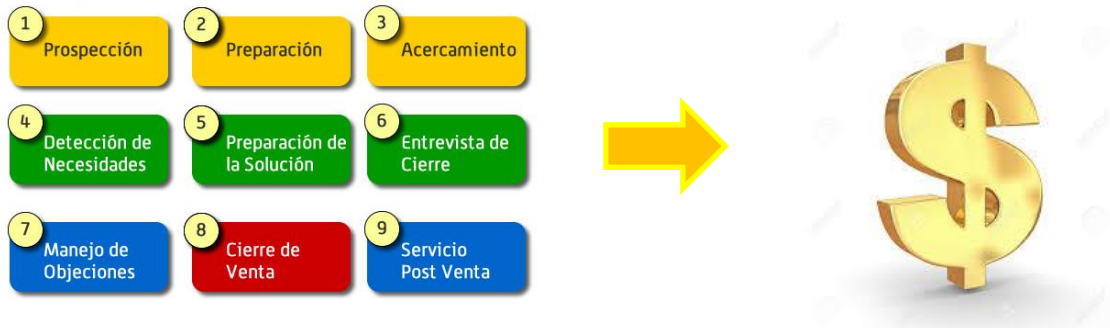 1
Prospección
2
Preparación
3
Acercamiento
4
Detección de
Necesidades
5
Preparación de
la Solución
6
Entrevista de
Cierre
7
Manejo de
Objeciones
8
Cierre de
Venta
9
Servicio
Post Venta